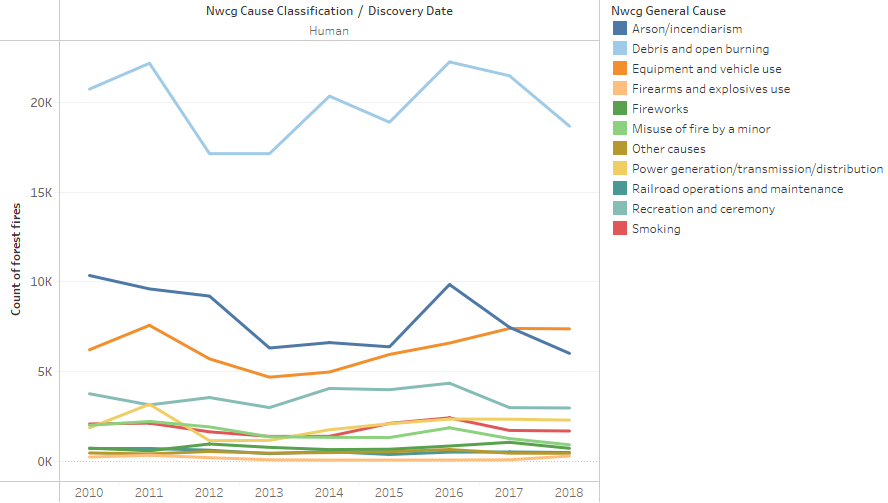 Nwcg Cause Classification / Discovery Date
Human
20K
15K
10K
5K
0K
Count of forest fires
2010 2011 2012 2013 2014 2015 2016 2017 2018
Nwcg General Cause
Arson/incendiarism
Debris and open burning
Equipment and vehicle use
Firearms and explosives use
Fireworks
Misuse of fire by a minor
Other causes
Power generation/transmission/distribution
Railroad operations and maintenance
Recreation and ceremony
Smoking